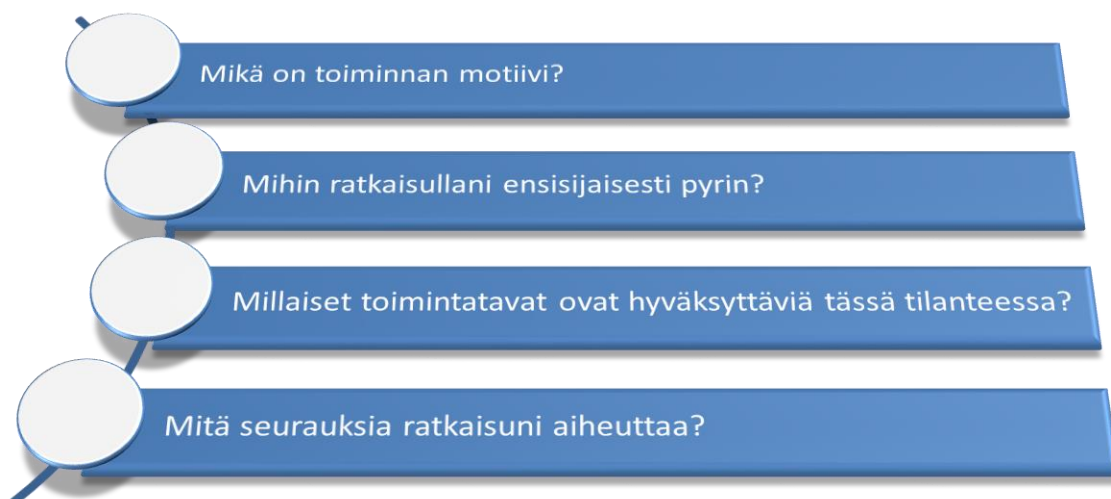 Mikä on toiminnan motiivi?
Mihin ratkaisullani ensisijaisesti pyrin?
Millaiset toimintatavat ovat hyväksyttäviä tässä tilanteessa?
Mitä seurauksia ratkaisuni aiheuttaa?